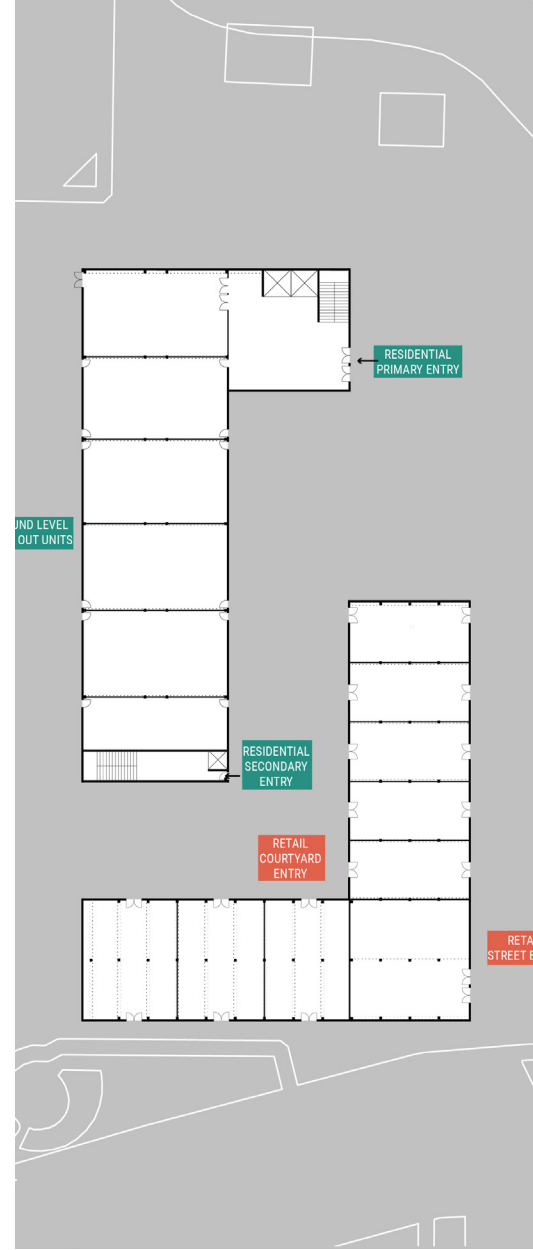 RESIDENTIAL
PRIMARY ENTRY
UND LEVEL
OUT UNITS
RESIDENTIAL
SECONDARY
ENTRY
RETAIL
COURTYARD
ENTRY
RETA
STREET E